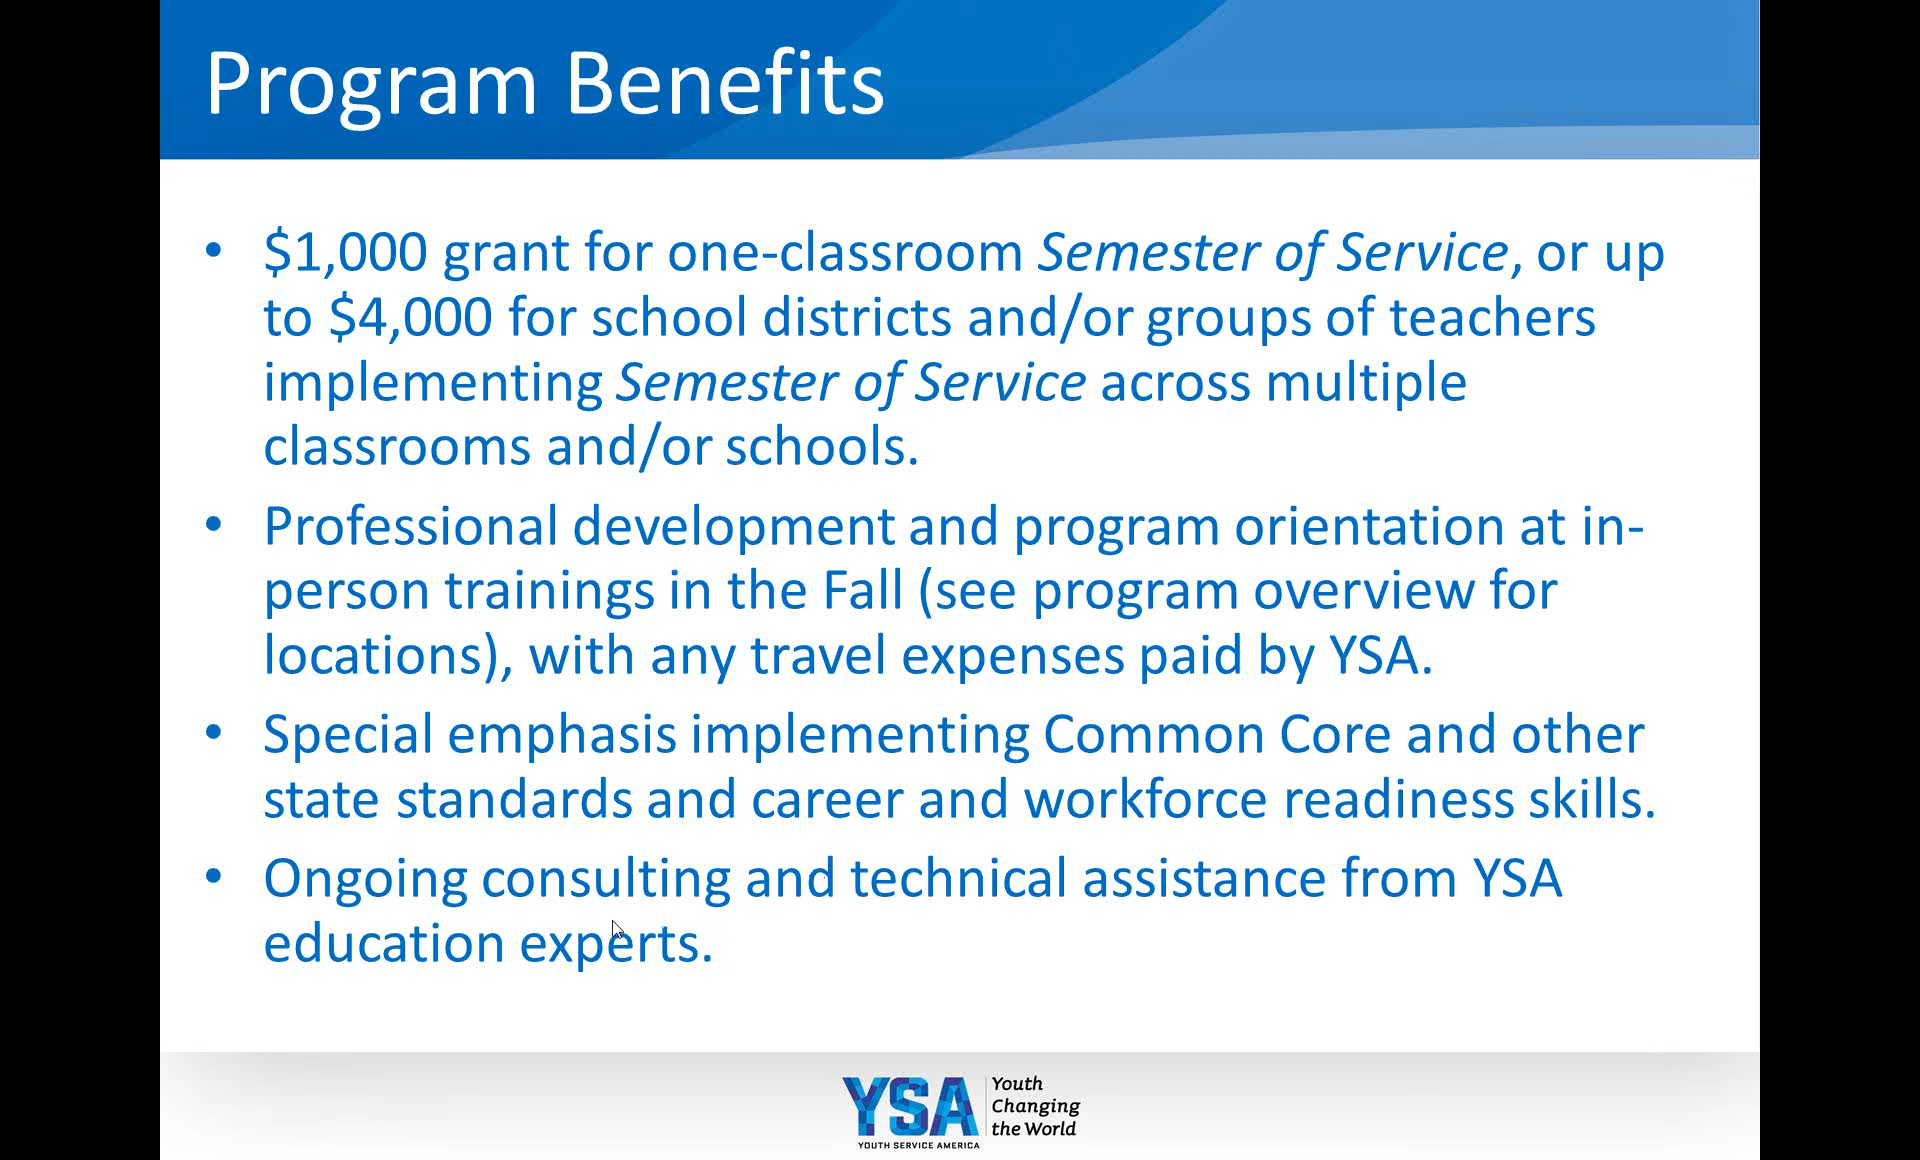 Program Benefits
• $1,000 grant for one-classroom Semester of Service, or up
to $4,000 for school districts and/or groups of teachers
implementing Semester of Service across multiple
classrooms and/or schools.
• Professional development and program orientation at in-
person trainings in the Fall (see program overview for
locations), with any travel expenses paid by YSA.
• Special emphasis implementing Common Core and other
state standards and career and workforce readiness skills.
• Ongoing consulting and technical assistance from YSA
education experts.
YSA
YOUTH SERVICE AMERICA
Youth
Changing
the World